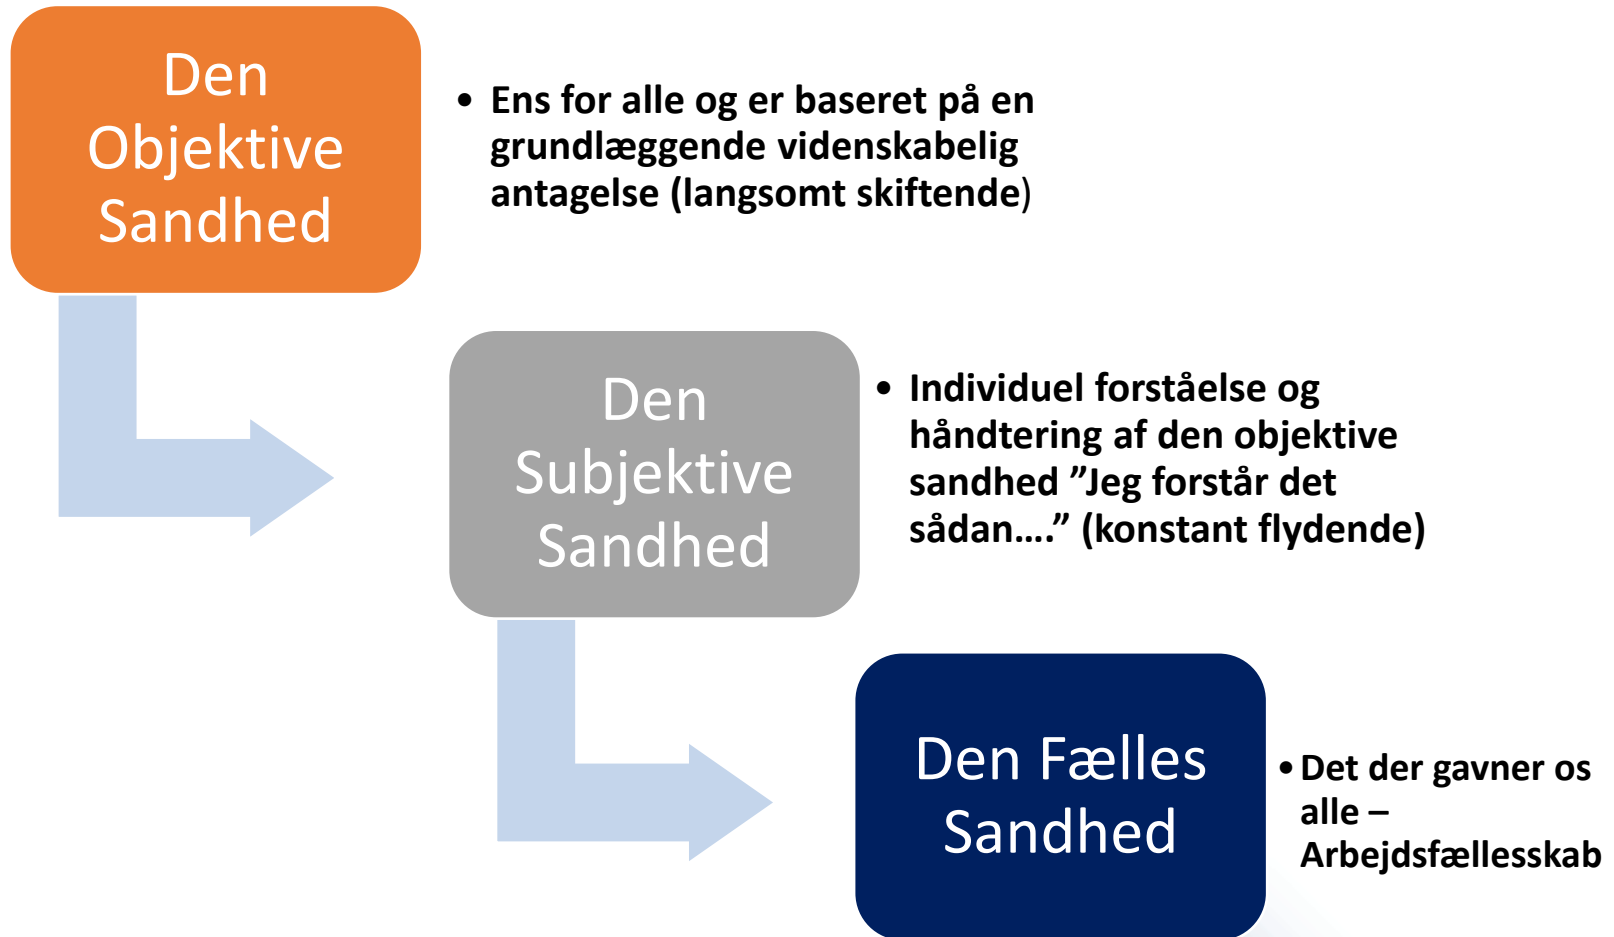 Den
Objektive
Sandhed
• Ens for alle og er baseret på en
grundlæggende videnskabelig
antagelse (langsomt skiftende)
Den
Subjektive
Sandhed
• Individuel forståelse og
håndtering af den objektive
sandhed ”Jeg forstår det
sådan….” (konstant flydende)
Den Fælles
Sandhed
• Det der gavner os
alle –
Arbejdsfællesskab